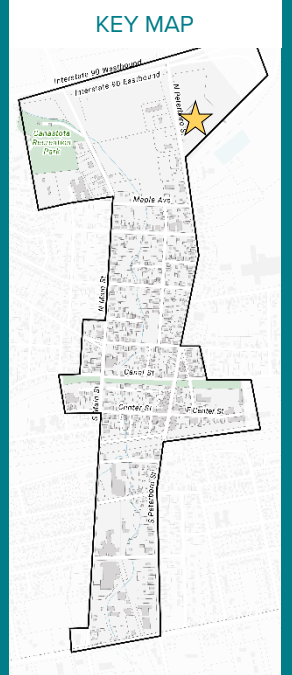 KEY MAP
Interstate 90 Westbound
Interstate 90 Eastbound
N Peterboro St
Canastota
Recreation
Park
Maple Ave
N Main St
Canal St
S Main St
Center St
E Center St
S Peterboro St